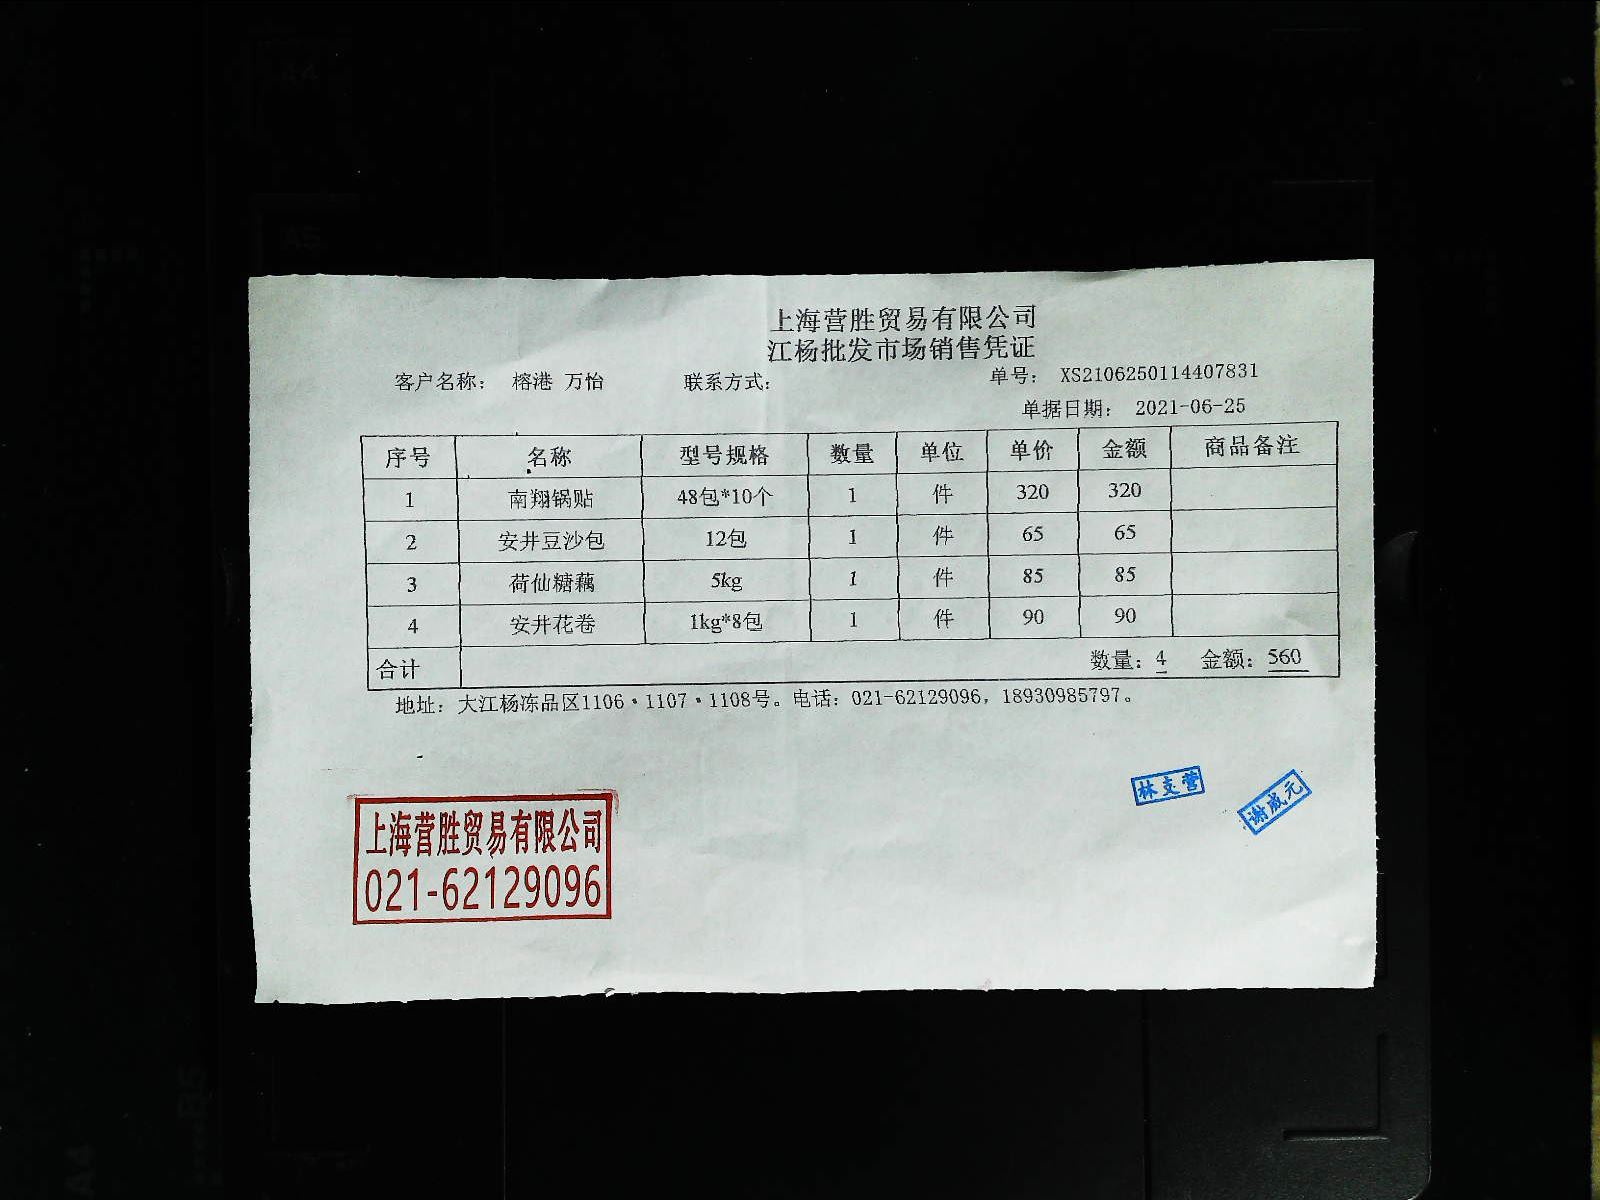 上海营胜贸易有限公司
江杨批发市场销售凭证
客户名称： 榕港 万怡 联系方式： 单号： XS2106250114407831
单据日期： 2021-06-25
序号 名称 型号规格 数量 单位 单价 金额 商品备注
1 南翔锅贴 48包*10个 1 件 320 320
2 安井豆沙包 12包 1 件 65 65
3 荷仙糖藕 5kg 1 件 85 85
4 安井花卷 1kg*8包 1 件 90 90
合计 数量：4 金额：560
地址：大江杨冻品区1106·1107·1108号。电话：021-62129096，18930985797。
林支营
谢成元
上海营胜贸易有限公司
021-62129096
A5
B5
A4